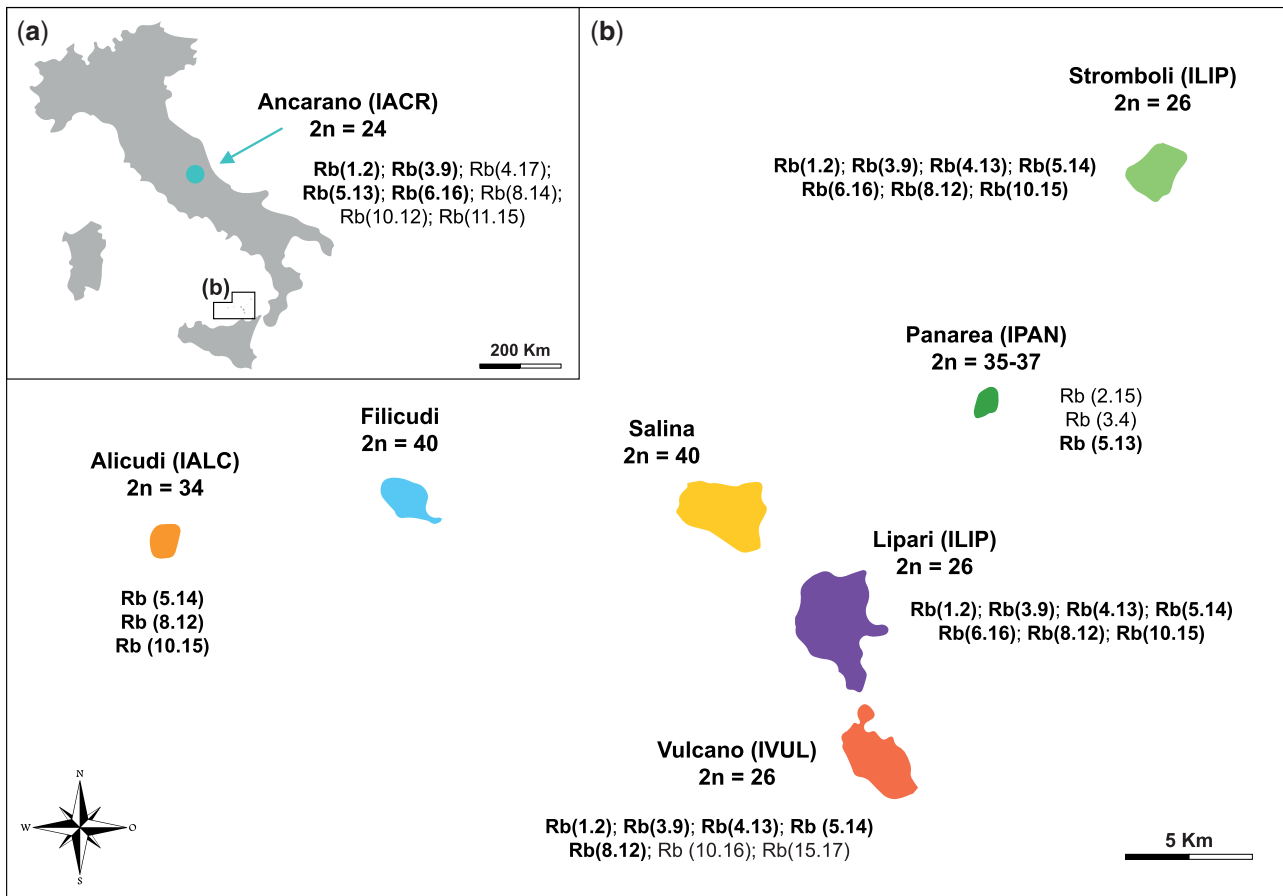 (a)
Ancarano (IACR)
2n = 24
Rb(1.2); Rb(3.9); Rb(4.17);
Rb(5.13); Rb(6.16); Rb(8.14);
Rb(10.12); Rb(11.15)
(b)
200 Km
(b)
Stromboli (ILIP)
2n = 26
Rb(1.2); Rb(3.9); Rb(4.13); Rb(5.14)
Rb(6.16); Rb(8.12); Rb(10.15)
Panarea (IPAN)
2n = 35-37
Rb (2.15)
Rb (3.4)
Rb (5.13)
Filicudi
2n = 40
Salina
2n = 40
Alicudi (IALC)
2n = 34
Rb (5.14)
Rb (8.12)
Rb (10.15)
Lipari (ILIP)
2n = 26
Rb(1.2); Rb(3.9); Rb(4.13); Rb(5.14)
Rb(6.16); Rb(8.12); Rb(10.15)
Vulcano (IVUL)
2n = 26
Rb(1.2); Rb(3.9); Rb(4.13); Rb (5.14)
Rb(8.12); Rb (10.16); Rb(15.17)
N
W
O
S
5 Km